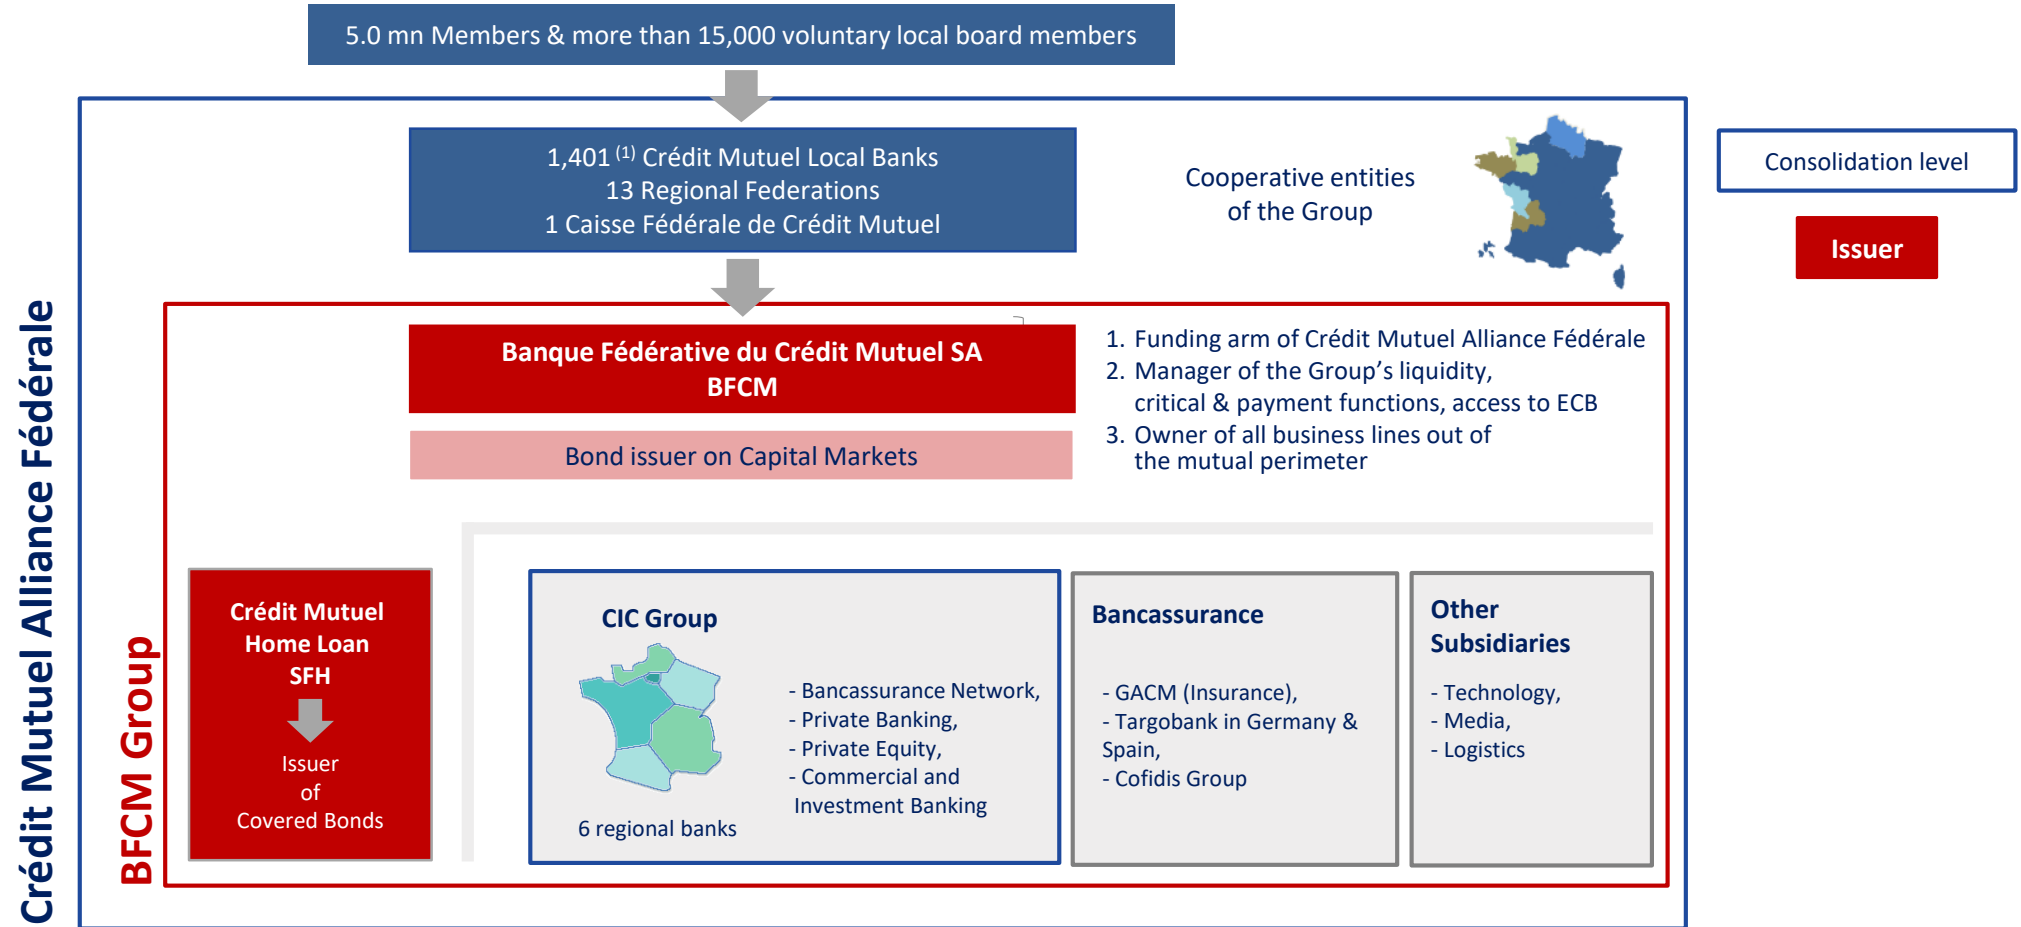 5.0 mn Members & more than 15,000 voluntary local board members
1,401 (1) Crédit Mutuel Local Banks
13 Regional Federations
1 Caisse Fédérale de Crédit Mutuel
Cooperative entities
of the Group
Consolidation level
Issuer
Crédit Mutuel Alliance Fédérale
BFCM Group
Banque Fédérative du Crédit Mutuel SA
BFCM
Bond issuer on Capital Markets
1. Funding arm of Crédit Mutuel Alliance Fédérale
2. Manager of the Group’s liquidity,
critical & payment functions, access to ECB
3. Owner of all business lines out of
the mutual perimeter
Crédit Mutuel
Home Loan
SFH
Issuer
of
Covered Bonds
CIC Group
6 regional banks
- Bancassurance Network,
- Private Banking,
- Private Equity,
- Commercial and
Investment Banking
Bancassurance
- GACM (Insurance),
- Targobank in Germany &
Spain,
- Cofidis Group
Other
Subsidiaries
- Technology,
- Media,
- Logistics